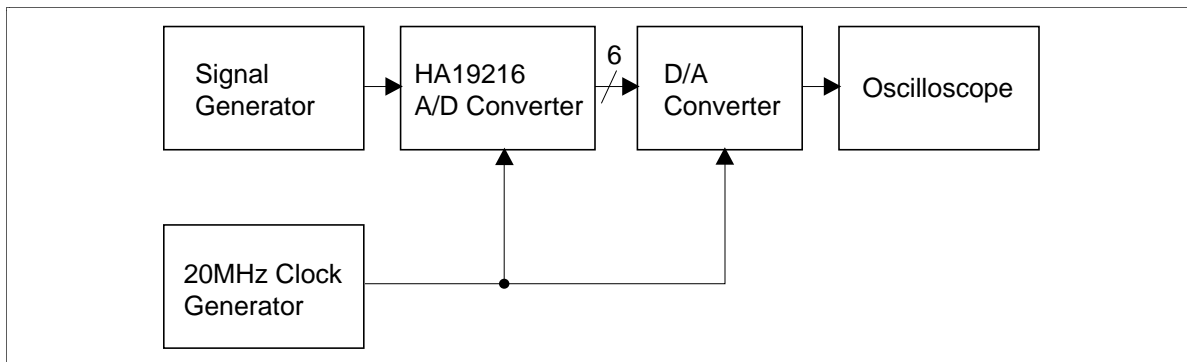 6
Signal
Generator
HA19216
A/D Converter
D/A
Converter
Oscilloscope
20MHz Clock
Generator